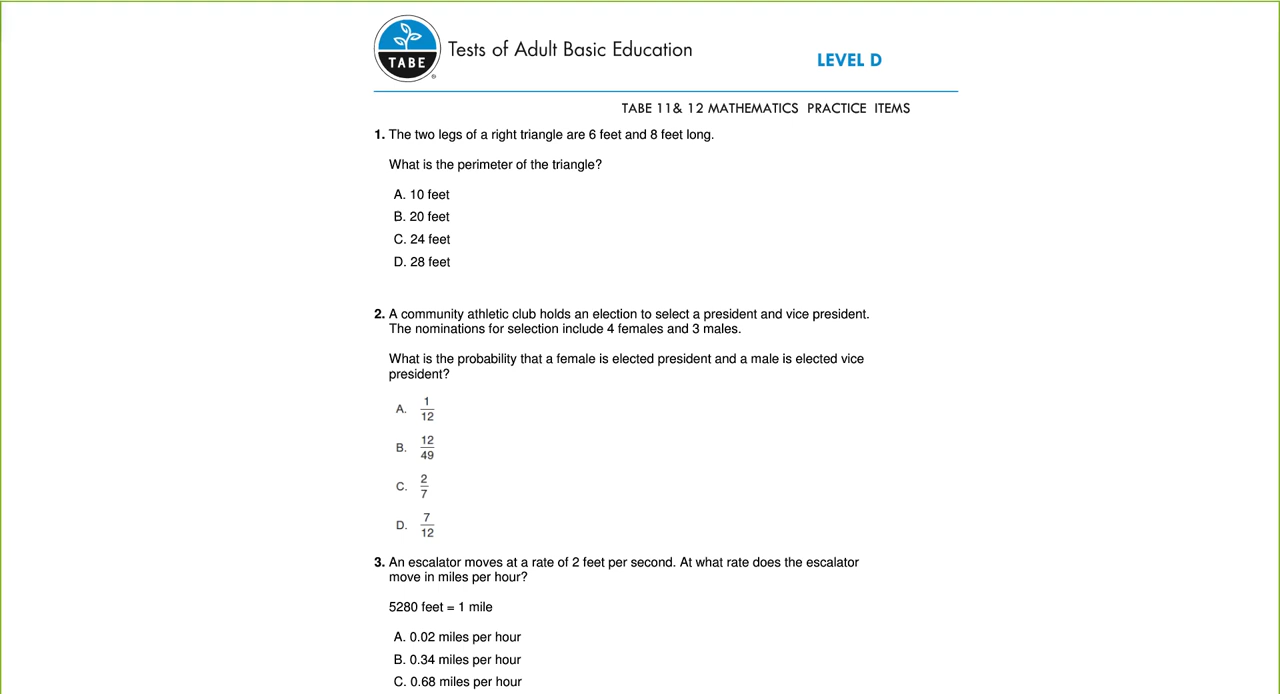 TABE
Tests of Adult Basic Education
LEVEL D
TABE 11& 12 MATHEMATICS PRACTICE ITEMS
1. The two legs of a right triangle are 6 feet and 8 feet long.
What is the perimeter of the triangle?
A. 10 feet
B. 20 feet
C. 24 feet
D. 28 feet
2. A community athletic club holds an election to select a president and vice president.
The nominations for selection include 4 females and 3 males.
What is the probability that a female is elected president and a male is elected vice
president?
A. 1/12
B. 12/49
C. 2/7
D. 7/12
3. An escalator moves at a rate of 2 feet per second. At what rate does the escalator
move in miles per hour?
5280 feet = 1 mile
A. 0.02 miles per hour
B. 0.34 miles per hour
C. 0.68 miles per hour